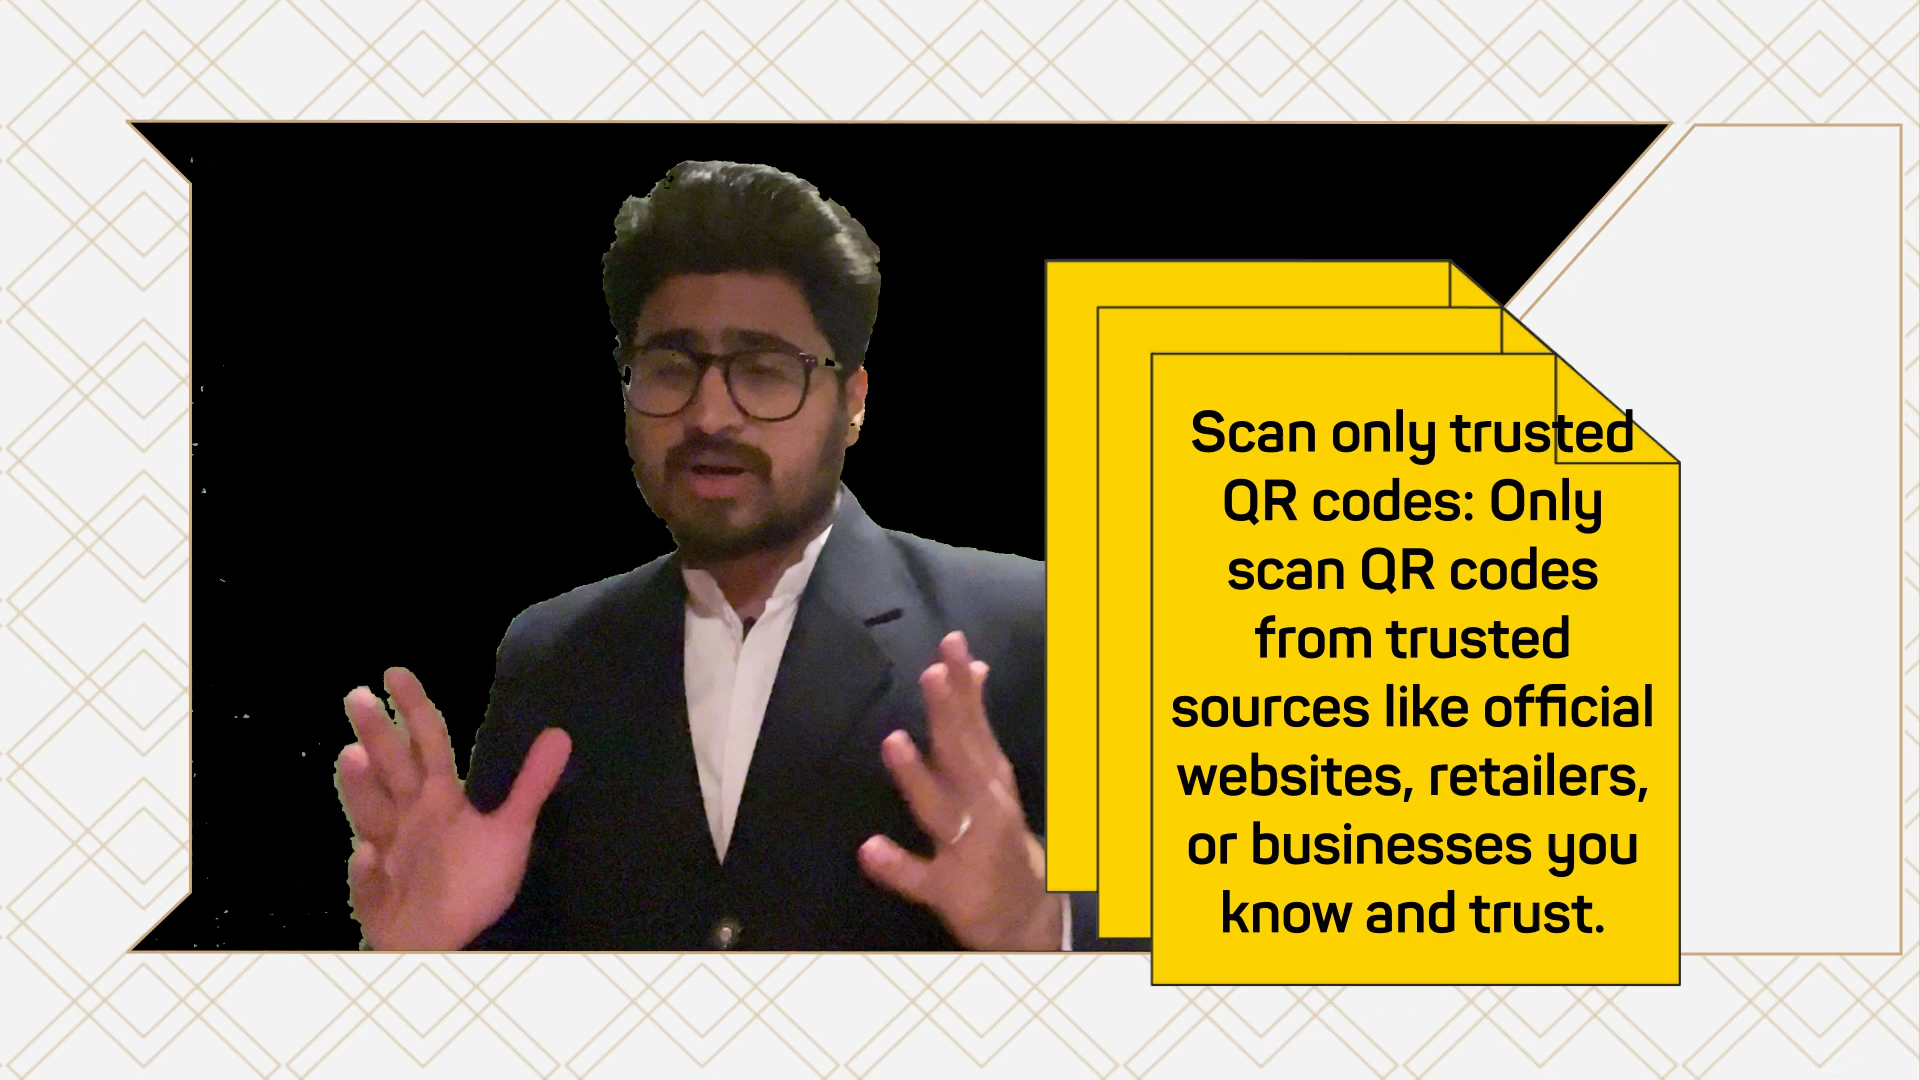 Scan only trusted
QR codes: Only
scan QR codes
from trusted
sources like official
websites, retailers,
or businesses you
know and trust.